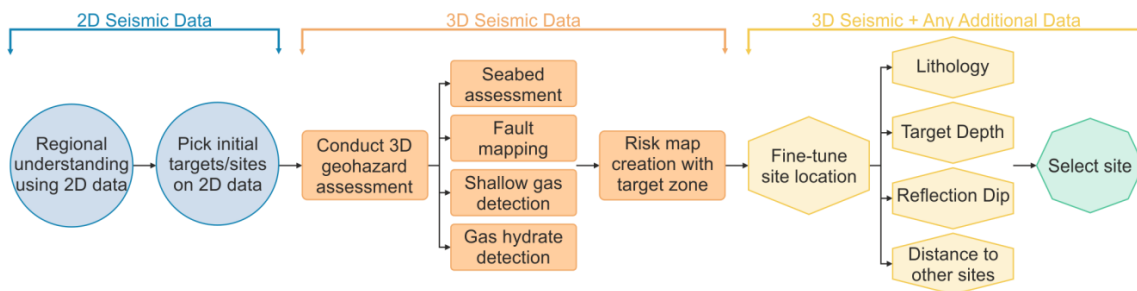 2D Seismic Data
3D Seismic Data
3D Seismic + Any Additional Data
Regional
understanding
using 2D data
Pick initial
targets/sites
on 2D data
Conduct 3D
geohazard
assessment
Seabed
assessment
Fault
mapping
Shallow gas
detection
Gas hydrate
detection
Risk map
creation with
target zone
Fine-tune
site location
Lithology
Target Depth
Reflection Dip
Distance to
other sites
Select site